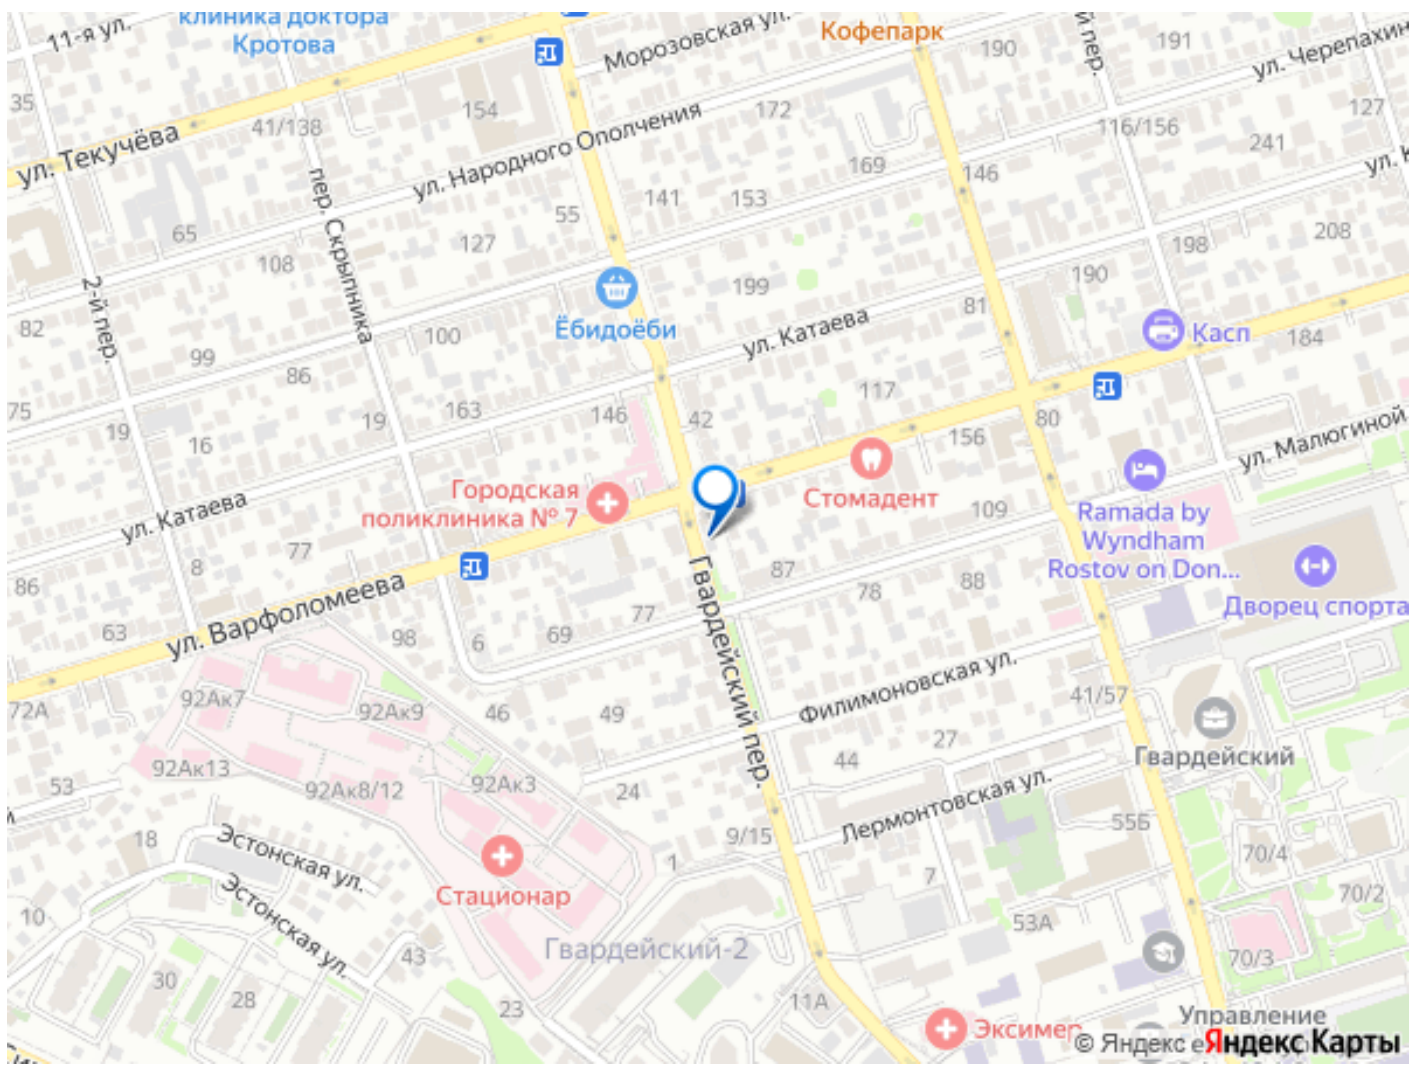 клиника доктора
Кротова
11-я ул.
Морозовская ул.
Кофепарк
190
й пер.
191
ул. Черепахин
35
154
172
127
41/138
116/156
241
ул. Текучёва
ул. Народного Ополчения
169
146
ул. К
пер. Скрыпника
141
153
55
65
127
108
198
208
2-й пер.
199
190
82
100
81
Ёбидоёби
ул. Катаева
Касп
184
99
86
117
75
19
16
163
19
146
42
156
80
ул. Малюгиной
Городская
поликлиника № 7
Стомадент
109
Ramada by
Wyndham
Rostov on Don...
ул. Катаева
77
86
8
87
88
78
Дворец спорта
ул. Варфоломеева
Гвардейский пер.
63
98
6
69
77
Филимоновская ул.
41/57
72А
92Ак7
92Ак9
46
49
27
44
Гвардейский
53
92Ак13
92Ак8/12
92Ак3
24
Лермонтовская ул.
55Б
18
Эстонская ул.
9/15
1
7
70/4
70/2
Стационар
10
Эстонская ул.
43
Гвардейский-2
53А
70/3
30
28
23
11А
Эксимер
Управление
© Яндекс
Яндекс Карты